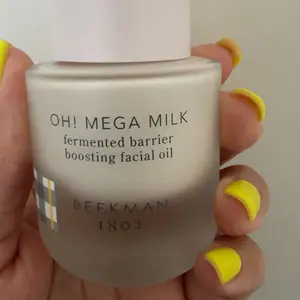 OH! MEGA MILK
fermented barrier
boosting facial oil
BEEKMAN
1802